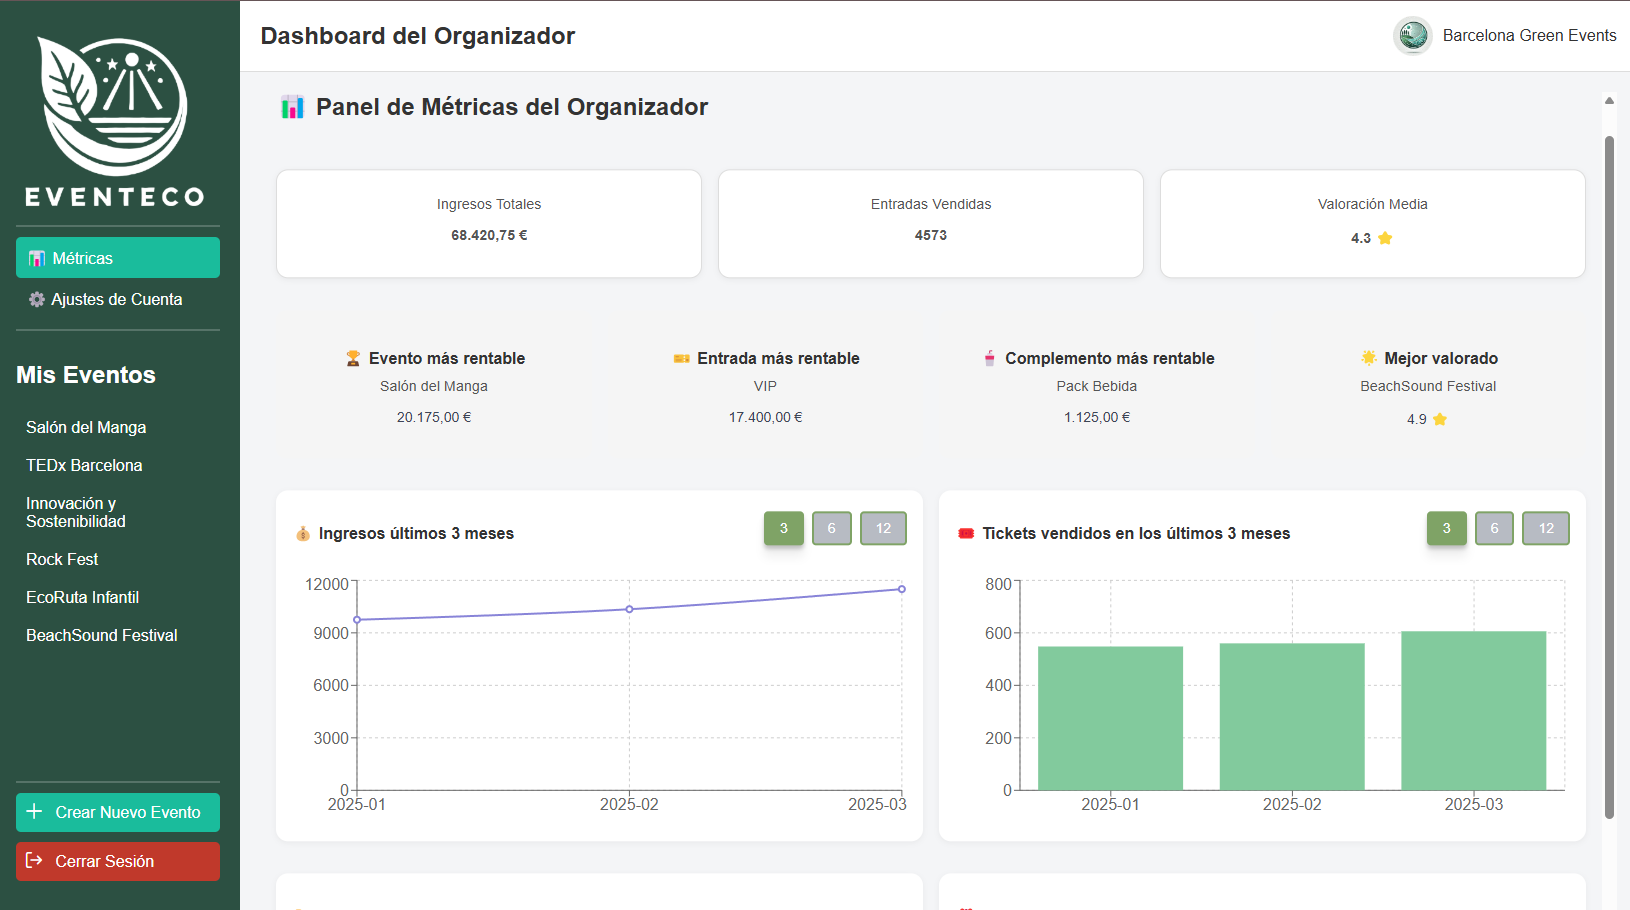 EVENTECO
Métricas
Ajustes de Cuenta
Mis Eventos
Salón del Manga
TEDx Barcelona
Innovación y
Sostenibilidad
Rock Fest
EcoRuta Infantil
BeachSound Festival
Crear Nuevo Evento
Cerrar Sesión
Dashboard del Organizador
Barcelona Green Events
Panel de Métricas del Organizador
Ingresos Totales
68.420,75 €
Entradas Vendidas
4573
Valoración Media
4.3
Evento más rentable
Salón del Manga
20.175,00 €
Entrada más rentable
VIP
17.400,00 €
Complemento más rentable
Pack Bebida
1.125,00 €
Mejor valorado
BeachSound Festival
4.9
Ingresos últimos 3 meses
3 6 12
12000
9000
6000
3000
0
2025-01 2025-02 2025-03
Tickets vendidos en los últimos 3 meses
3 6 12
800
600
400
200
0
2025-01 2025-02 2025-03